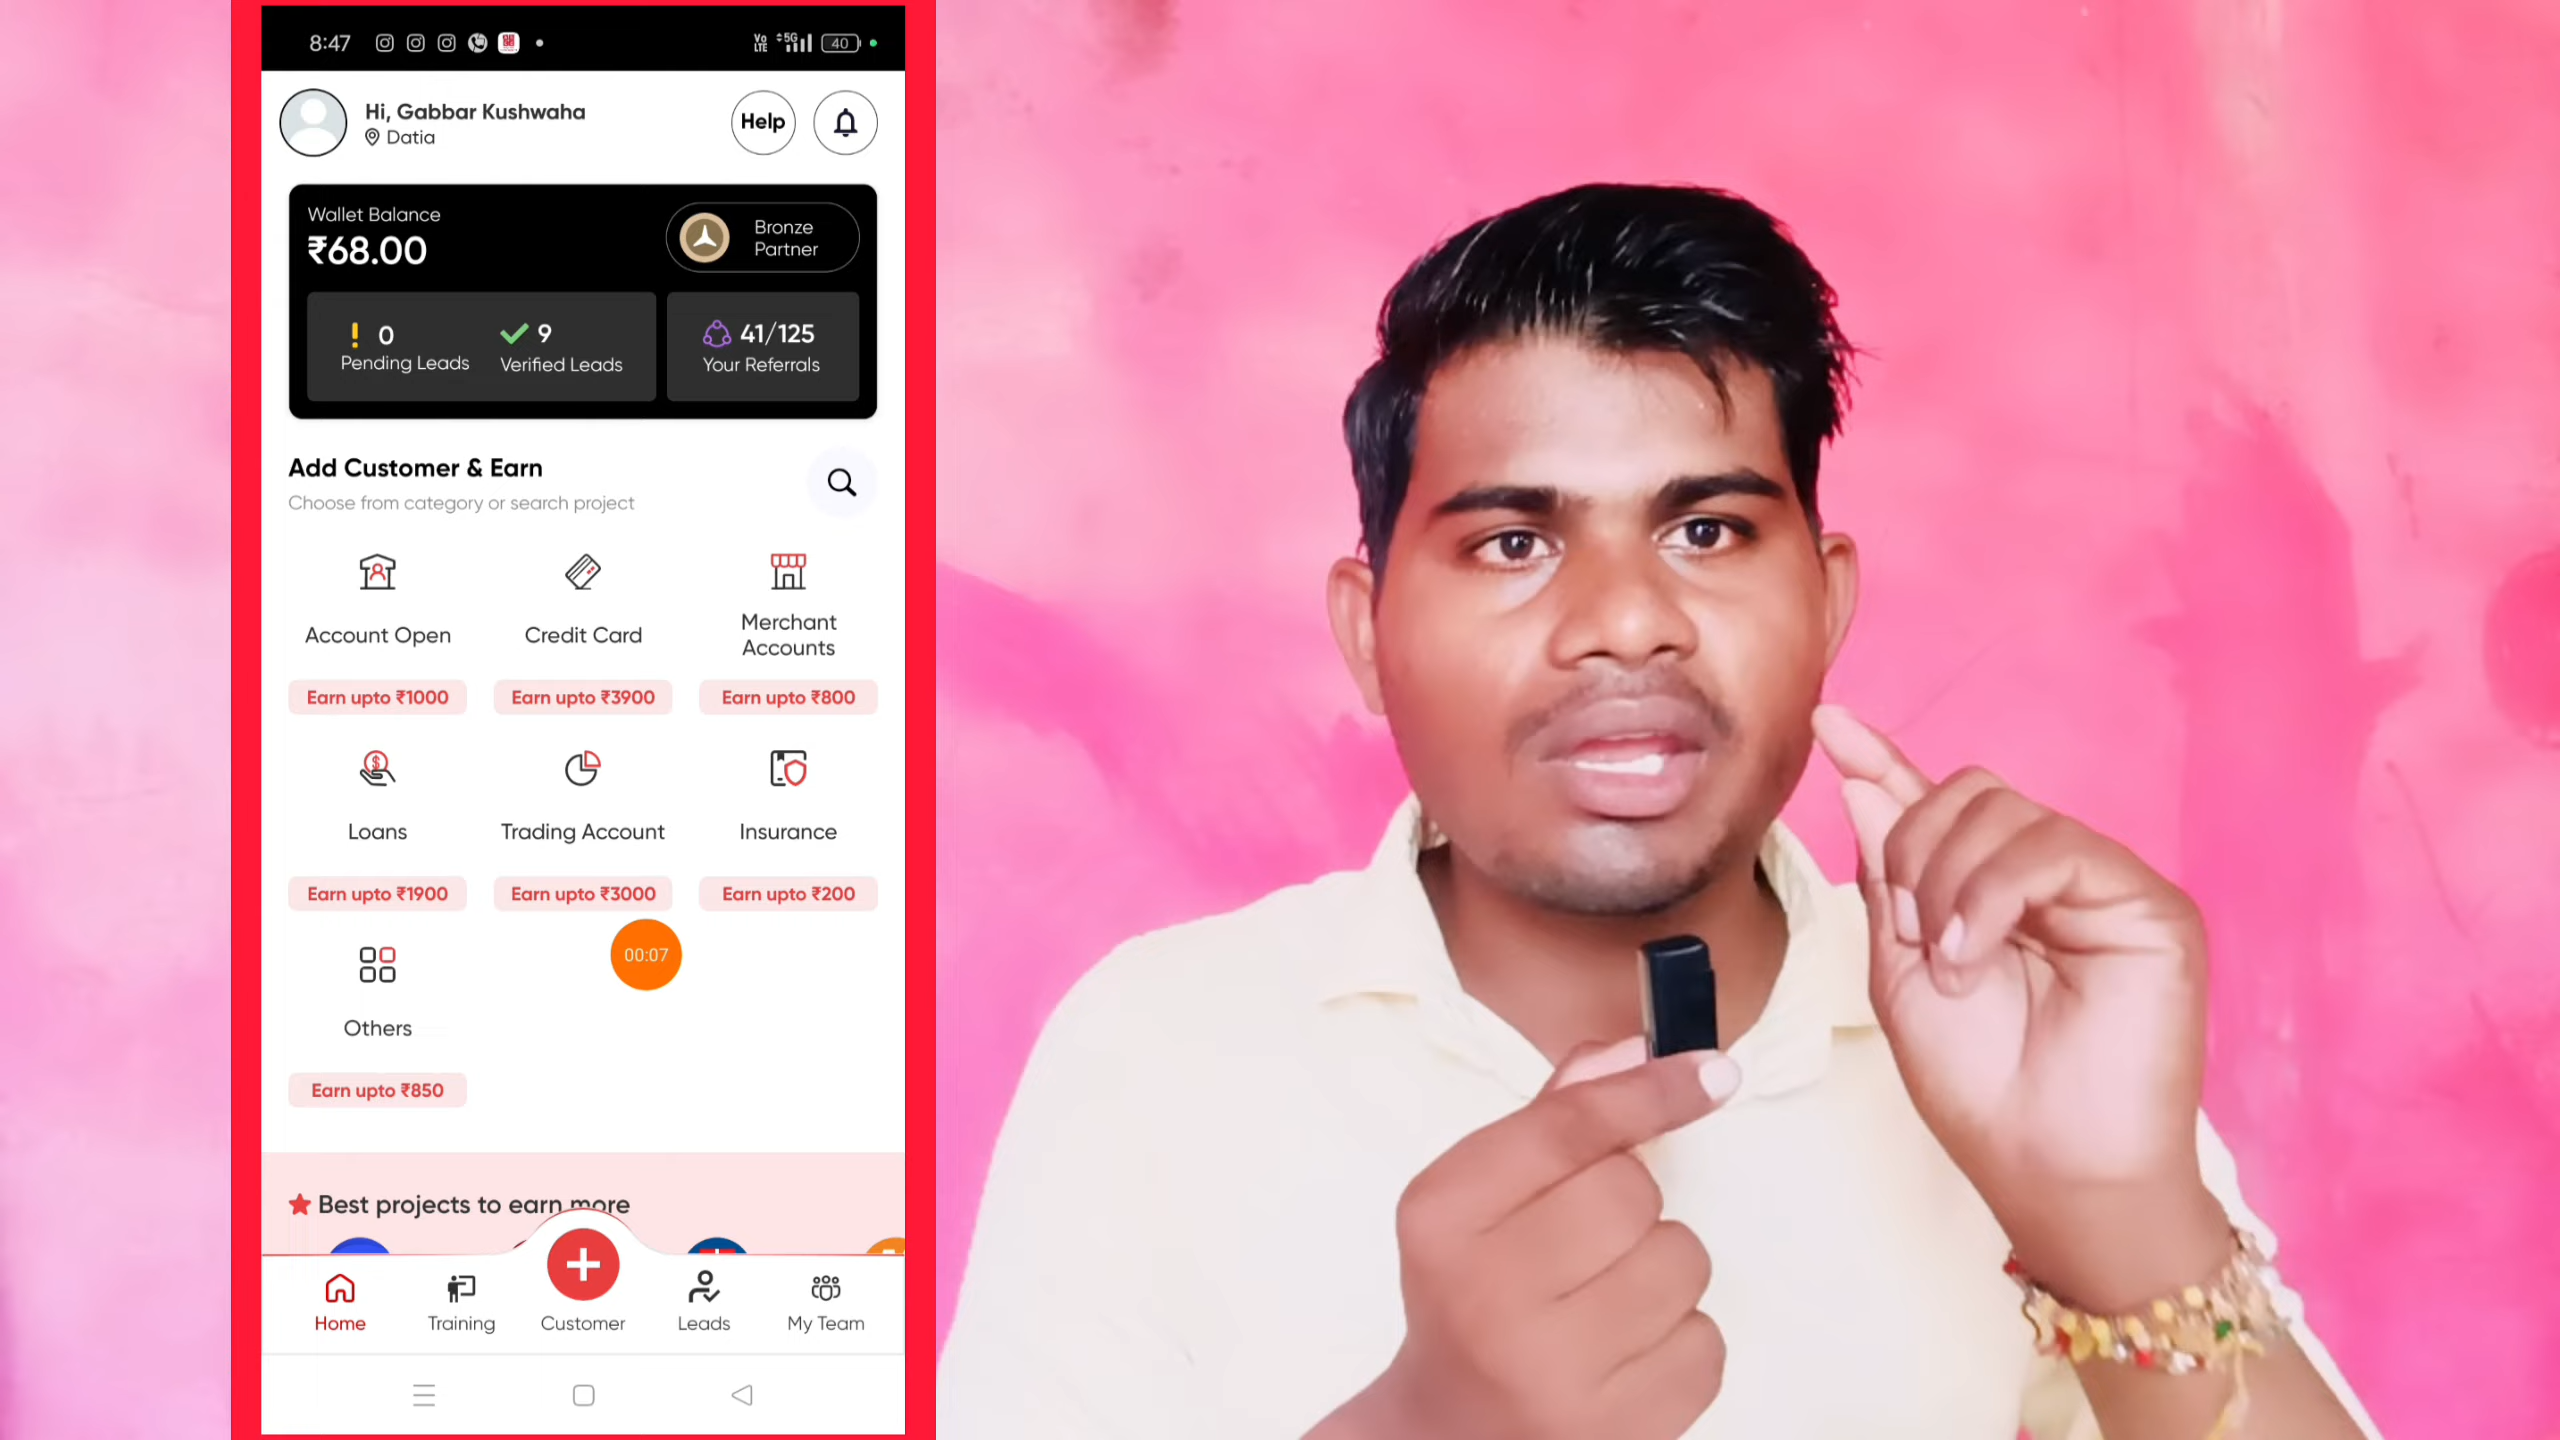 8:47
Vo LTE 5G 40
Hi, Gabbar Kushwaha
Datia
Help
Wallet Balance
₹68.00
Bronze
Partner
0
Pending Leads
9
Verified Leads
41/125
Your Referrals
Add Customer & Earn
Choose from category or search project
Account Open
Credit Card
Merchant
Accounts
Earn upto ₹1000
Earn upto ₹3900
Earn upto ₹800
Loans
Trading Account
Insurance
Earn upto ₹1900
Earn upto ₹3000
Earn upto ₹200
00:07
Others
Earn upto ₹850
Best projects to earn more
Home
Training
Customer
Leads
My Team